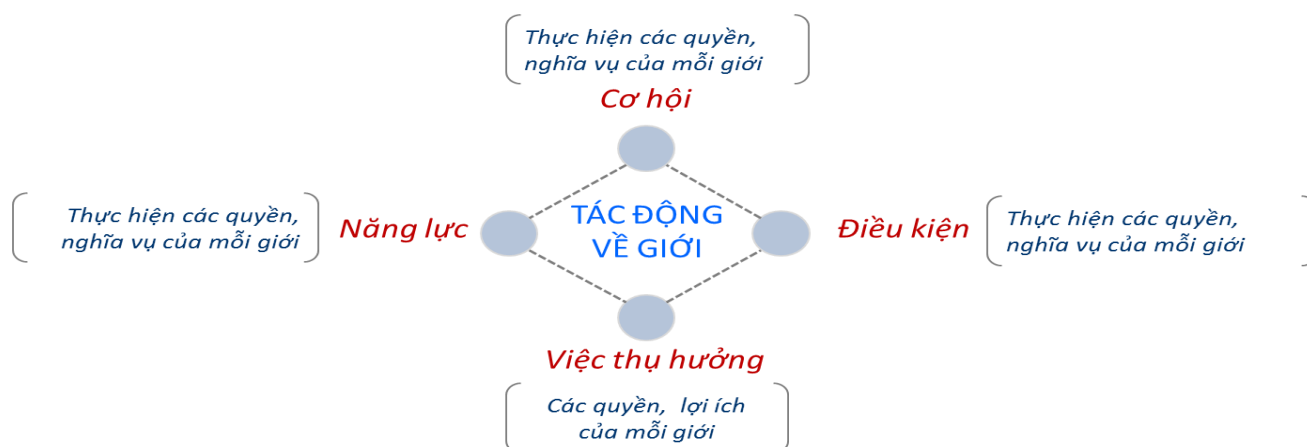 Thực hiện các quyền,
nghĩa vụ của mỗi giới
Cơ hội
Thực hiện các quyền,
nghĩa vụ của mỗi giới
Năng lực
TÁC ĐỘNG
VỀ GIỚI
Điều kiện
Thực hiện các quyền,
nghĩa vụ của mỗi giới
Việc thụ hưởng
Các quyền, lợi ích
của mỗi giới